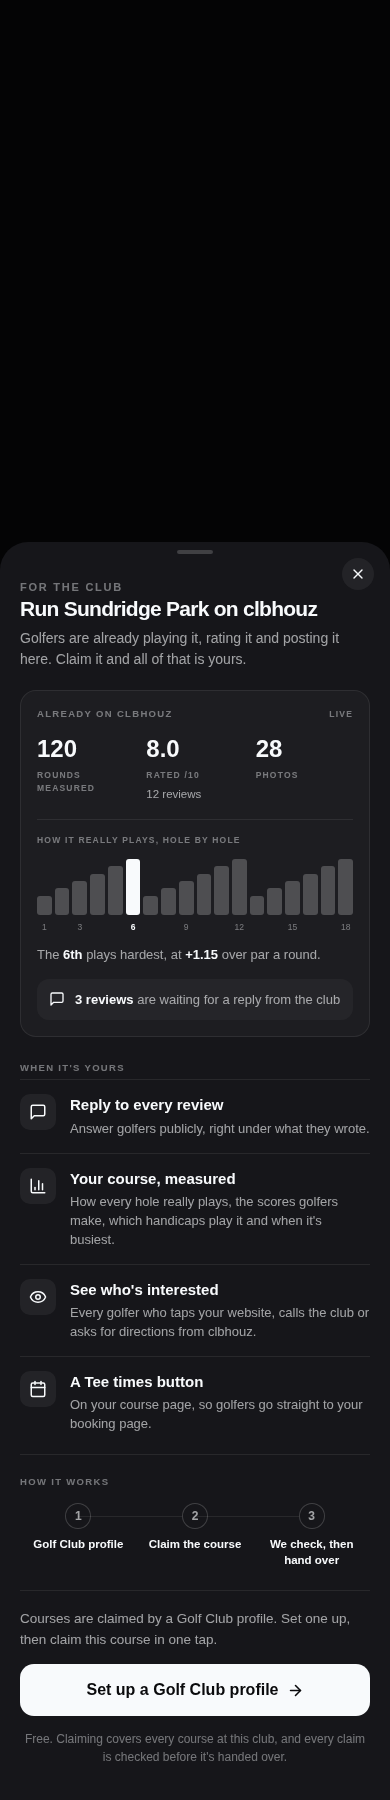 FOR THE CLUB
Run Sundridge Park on clbhouz
Golfers are already playing it, rating it and posting it
here. Claim it and all of that is yours.
ALREADY ON CLBHOUZ
LIVE
120
8.0
28
ROUNDS
MEASURED
RATED /10
PHOTOS
12 reviews
HOW IT REALLY PLAYS, HOLE BY HOLE
1 3 6 9 12 15 18
The 6th plays hardest, at +1.15 over par a round.
3 reviews are waiting for a reply from the club
WHEN IT'S YOURS
Reply to every review
Answer golfers publicly, right under what they wrote.
Your course, measured
How every hole really plays, the scores golfers
make, which handicaps play it and when it's
busiest.
See who's interested
Every golfer who taps your website, calls the club or
asks for directions from clbhouz.
A Tee times button
On your course page, so golfers go straight to your
booking page.
HOW IT WORKS
1 2 3
Golf Club profile
Claim the course
We check, then
hand over
Courses are claimed by a Golf Club profile. Set one up,
then claim this course in one tap.
Set up a Golf Club profile
Free. Claiming covers every course at this club, and every claim
is checked before it's handed over.